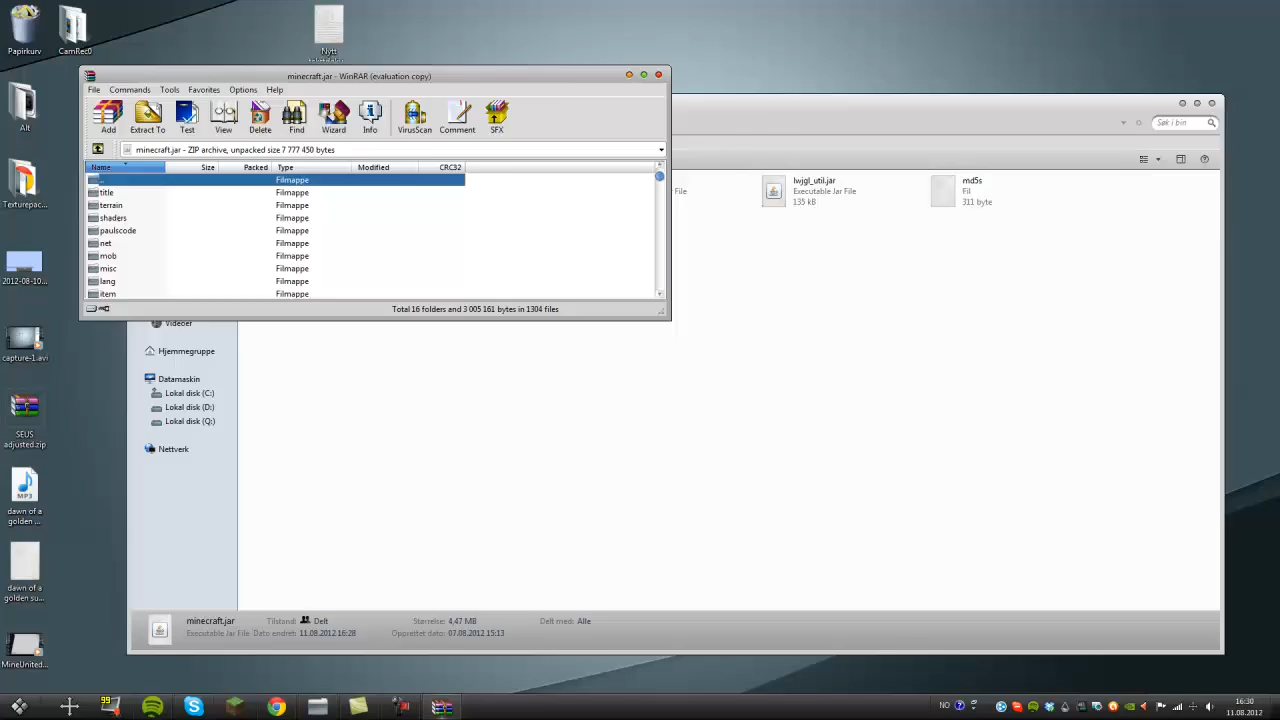 Papirkurv
CamRec0
Nytt
Alt
Texturepac...
2012-08-10...
capture-1.avi
SEUS
adjusted.zip
dawn of a
golden ...
dawn of a
golden su...
MineUnited...
minecraft.jar - WinRAR (evaluation copy)
File Commands Tools Favorites Options Help
Add Extract To Test View Delete Find Wizard Info VirusScan Comment SFX
minecraft.jar - ZIP archive, unpacked size 7 777 450 bytes
Name Size Packed Type Modified CRC32
.. Filmappe
title Filmappe
terrain Filmappe
shaders Filmappe
paulscode Filmappe
net Filmappe
mob Filmappe
misc Filmappe
lang Filmappe
item Filmappe
Total 16 folders and 3 005 161 bytes in 1304 files
Søk i bin
File
lwjgl_util.jar
Executable Jar File
135 kB
md5s
Fil
311 byte
Videoer
Hjemmegruppe
Datamaskin
Lokal disk (C:)
Lokal disk (D:)
Lokal disk (Q:)
Nettverk
minecraft.jar Tilstand: Delt Størrelse: 4,47 MB Delt med: Alle
Executable Jar File Dato endret: 11.08.2012 16:28 Opprettet dato: 07.08.2012 15:13
MP3
99
NO
16:30
11.08.2012